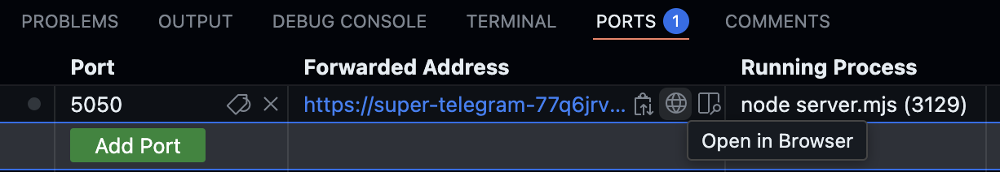 PROBLEMS OUTPUT DEBUG CONSOLE TERMINAL PORTS 1 COMMENTS
Port Forwarded Address Running Process
5050 https://super-telegram-77q6jrv... node server.mjs (3129)
Add Port
Open in Browser